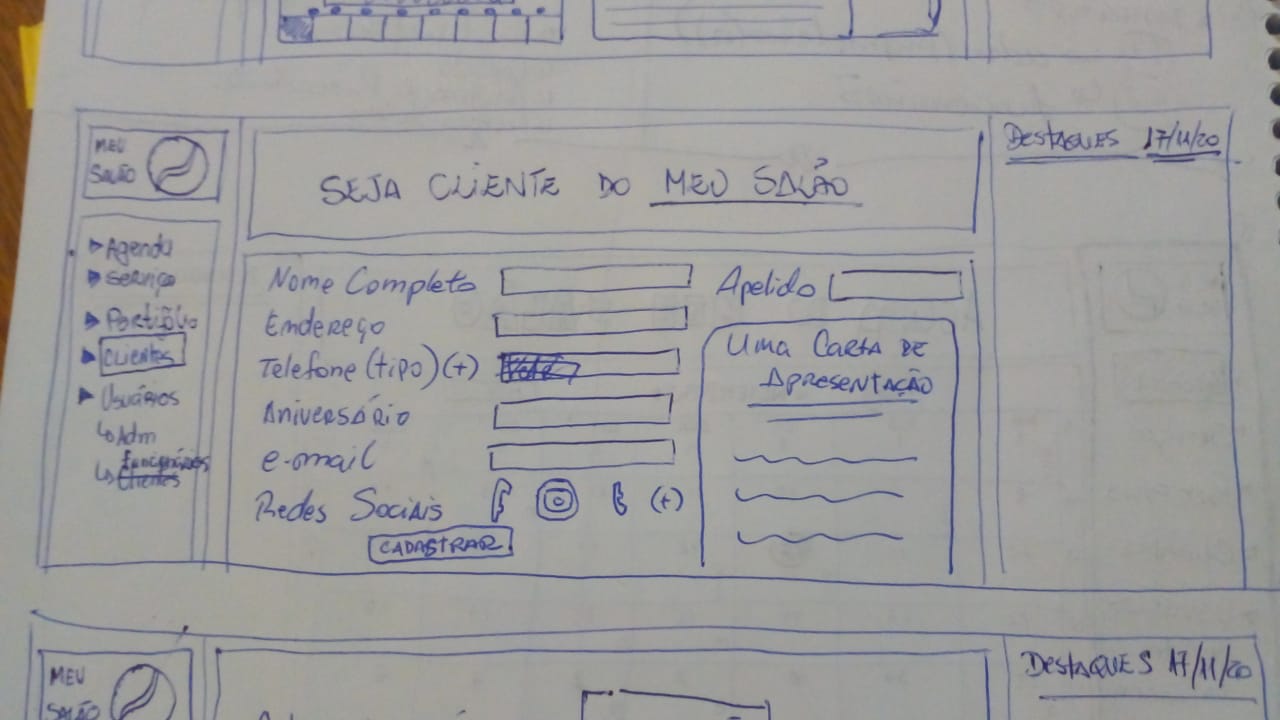 MEU
SALÃO
SEJA CLIENTE DO MEU SALÃO
DESTAQUES 17/11/20
Agenda
Serviço
Portifólio
Clientes
Usuários
Adm
funcionários
Clientes
Nome Completo
Apelido
Endereço
Telefone (tipo) (+)
Aniversário
e-mail
Redes Sociais (+)
CADASTRAR
Uma Carta de
Apresentação
MEU
SALÃO
DESTAQUES 17/11/20